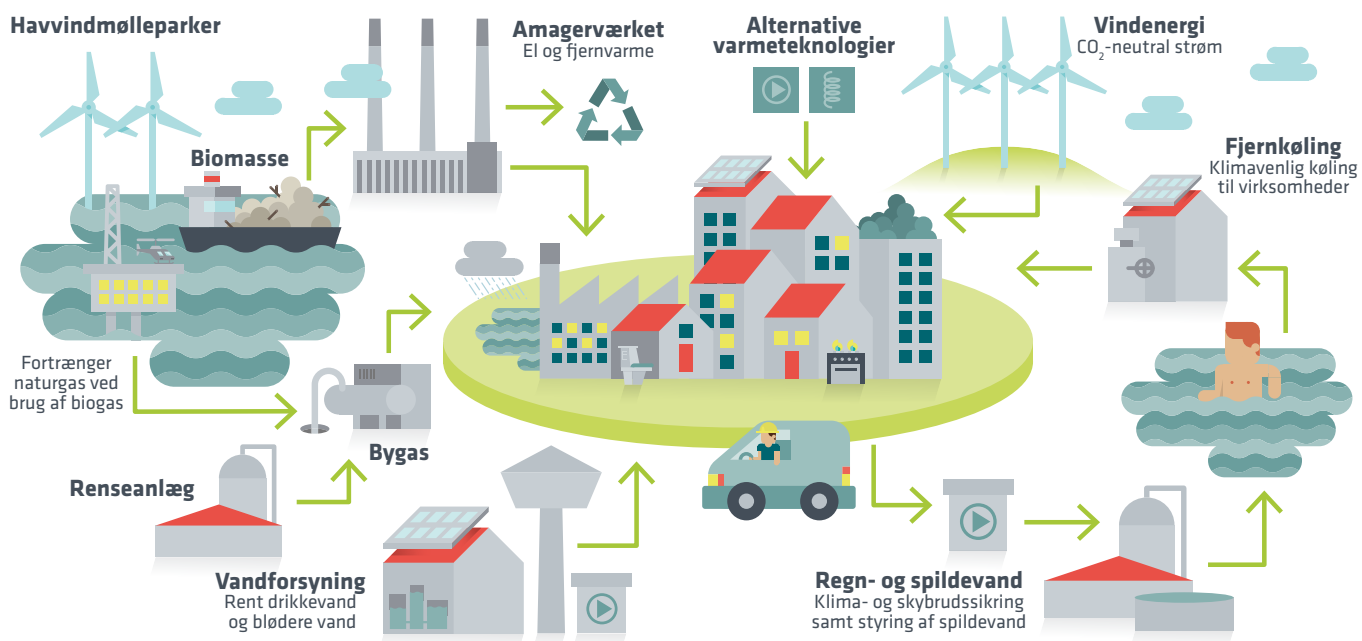 Havvindmølleparker
Amagerværket
El og fjernvarme
Alternative
varmeteknologier
Vindenergi
CO₂-neutral strøm
Biomasse
Fjernkøling
Klimavenlig køling
til virksomheder
Fortrænger
naturgas ved
brug af biogas
Bygas
Renseanlæg
Vandforsyning
Rent drikkevand
og blødere vand
Regn- og spildevand
Klima- og skybrudssikring
samt styring af spildevand